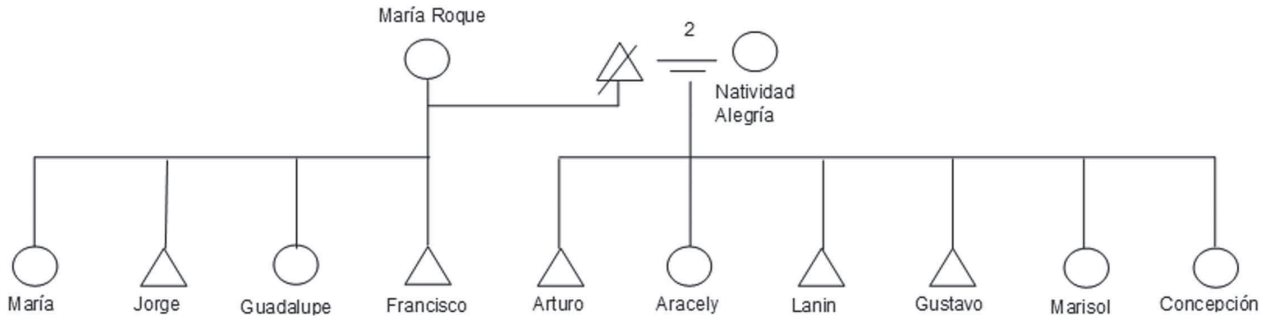 María Roque
2
Natividad
Alegría
María
Jorge
Guadalupe
Francisco
Arturo
Aracely
Lanin
Gustavo
Marisol
Concepción